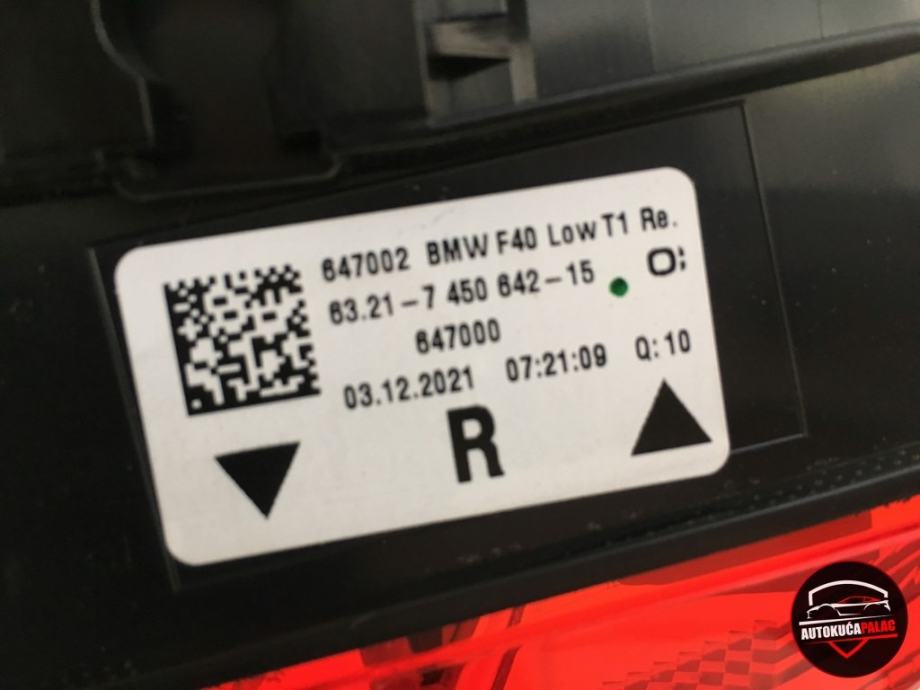 647002 BMW F40 Low T1 Re.
63.21-7 450 642-15 O;
647000
03.12.2021 07:21:09 Q:10
R
AUTOKUĆA PALAC